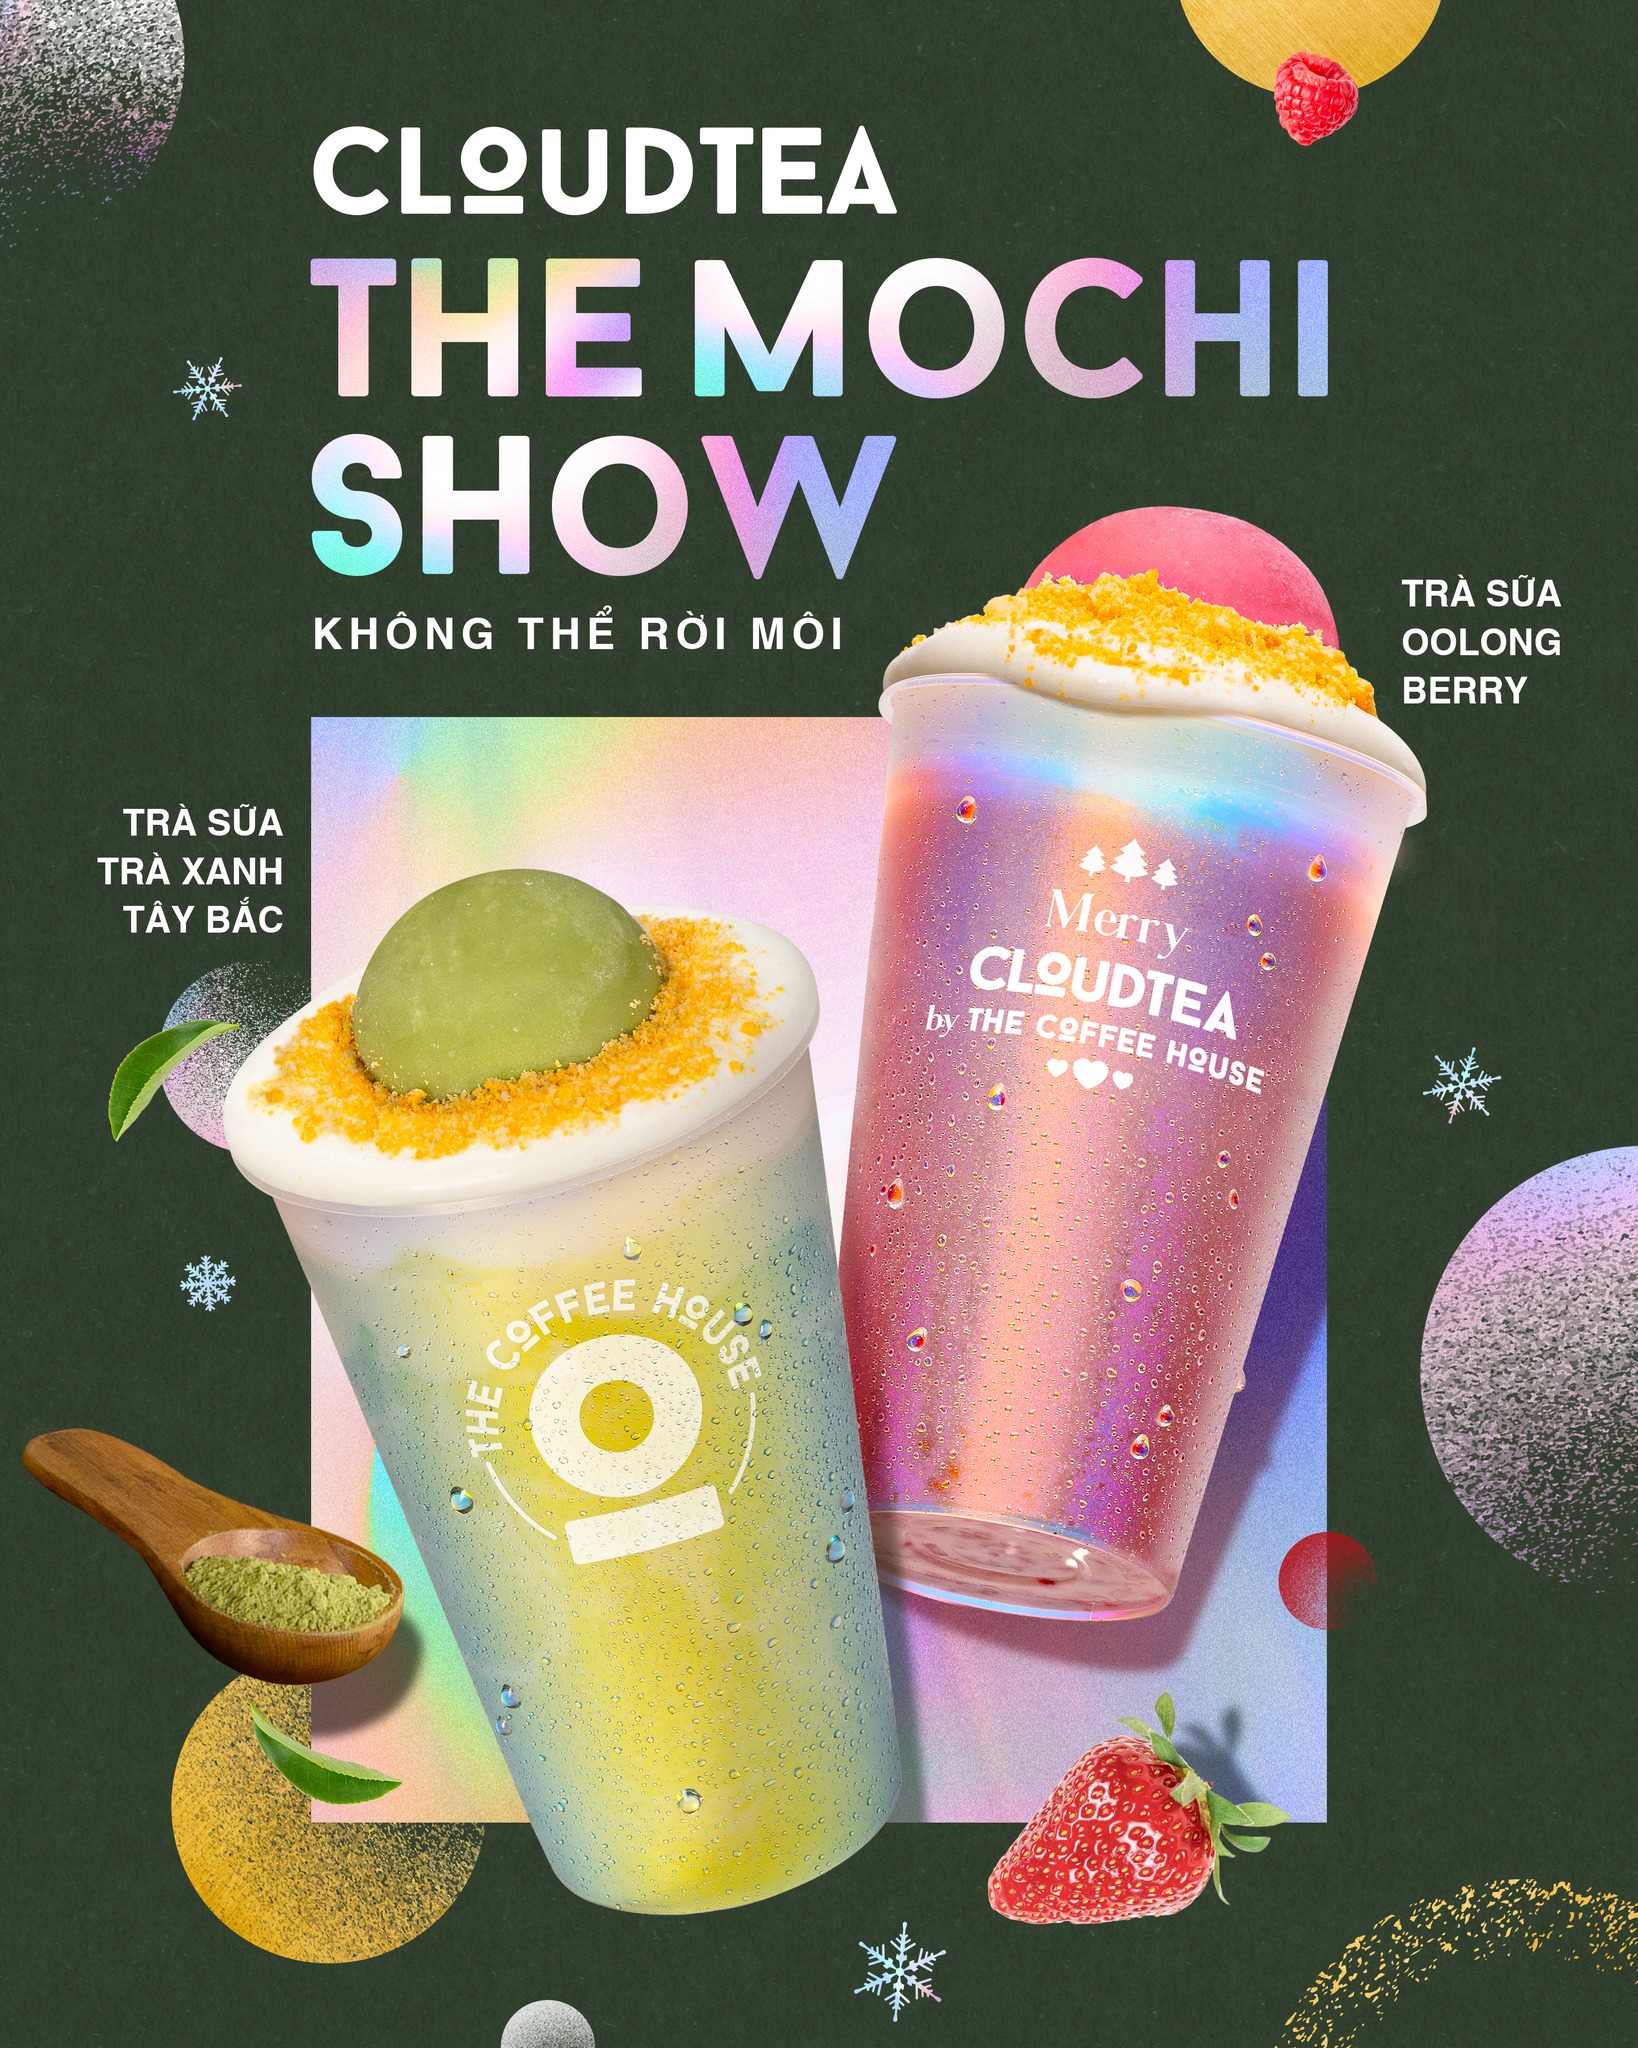 CLOUDTEA
THE MOCHI
SHOW
KHÔNG THỂ RỜI MÔI
TRÀ SỮA
OOLONG
BERRY
TRÀ SỮA
TRÀ XANH
TÂY BẮC
Merry
CLOUDTEA
by THE COFFEE HOUSE
THE COFFEE HOUSE